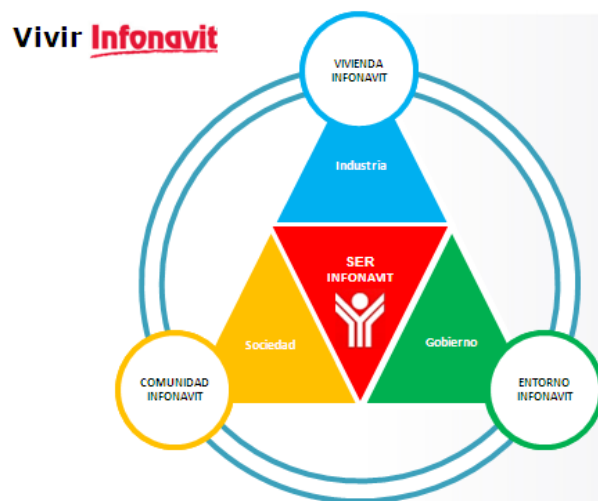 Vivir Infonavit
VIVIENDA
INFONAVIT
Industria
SER
INFONAVIT
Sociedad
Gobierno
COMUNIDAD
INFONAVIT
ENTORNO
INFONAVIT